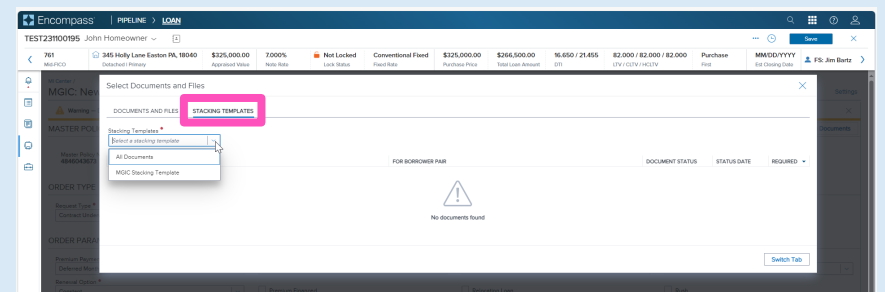 Encompass PIPELINE > LOAN
TEST231100195 John Homeowner Save
761 345 Holly Lane Easton PA, 18040 $325,000.00 7.000% Not Locked Conventional Fixed $325,000.00 $266,500.00 16.650 / 21.455 82.000 / 82.000 / 82.000 Purchase MM/DD/YYYY FS: Jim Bartz
Mid-FICO Detached | Primary Appraised Value Note Rate Lock Status Fixed Rate Purchase Price Total Loan Amount DTI LTV / CLTV / HCLTV First Est Closing Date
MGIC: New Select Documents and Files Settings
Warning
DOCUMENTS AND FILES STACKING TEMPLATES
MASTER POL Documents
Stacking Templates *
Select a stacking template
All Documents FOR BORROWER PAIR DOCUMENT STATUS STATUS DATE REQUIRED
MGIC Stacking Template
ORDER TYPE
Request Type *
No documents found
ORDER PARA
Switch Tab